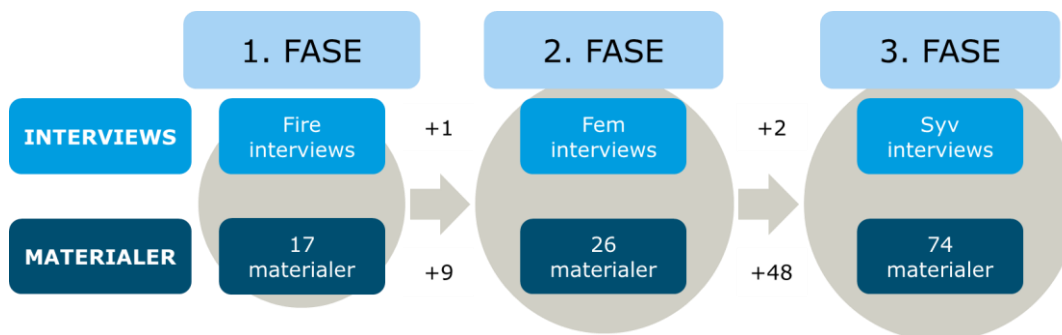 1. FASE
2. FASE
3. FASE
INTERVIEWS
Fire
interviews
+1
Fem
interviews
+2
Syv
interviews
MATERIALER
17
materialer
+9
26
materialer
+48
74
materialer